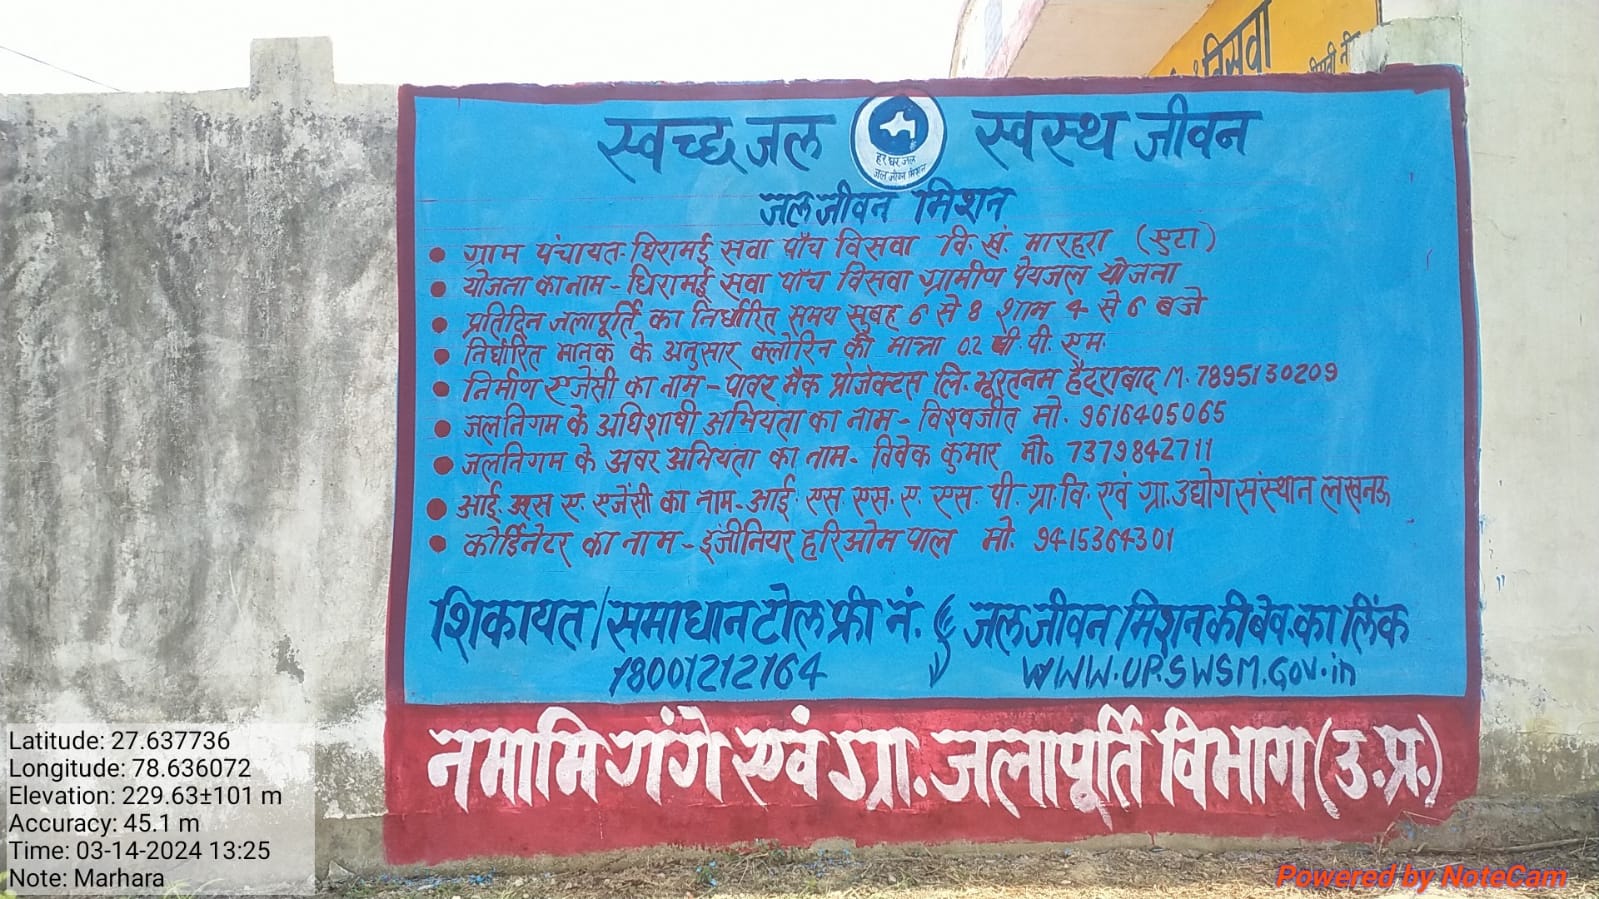 विसवा
स्वच्छ जल स्वस्थ जीवन
हर घर जल
जल जीवन मिशन
जल जीवन मिशन
• ग्राम पंचायत- घिरामई सवा पाँच विसवा वि. खं. मारहरा (एटा)
• योजना का नाम - घिरामई सवा पाँच विसवा ग्रामीण पेयजल योजना
• प्रतिदिन जलापूर्ति का निर्धारित समय सुबह 6 से 8 शाम 4 से 6 बजे
• निर्धारित मानक के अनुसार क्लोरिन की मात्रा 0.2 पी. पी. एम.
• निर्माण एजेंसी का नाम - पावर मैक प्रोजेक्टस लि. भूरतनम हैदराबाद M. 7895130209
• जलनिगम के अधिशाषी अभियंता का नाम - विश्वजीत मो. 9616405065
• जलनिगम के अवर अभियंता का नाम - विवेक कुमार मो० 7379842711
• आई. एस ए. एजेंसी का नाम - आई एस एस. ए. एस. पी. ग्रा. वि. एवं ग्रा. उद्योग संस्थान लखनऊ
• कोर्डिनेटर का नाम - इंजीनियर हरिओम पाल मो. 9415364301
शिकायत/समाधान टोल फ्री नं. जल जीवन मिशन की बेव. का लिंक
18001212164 WWW.UP.SWSM.GOV.in
नमामि गंगे एवं ग्रा. जलापूर्ति विभाग (उ.प्र.)
Latitude: 27.637736
Longitude: 78.636072
Elevation: 229.63±101 m
Accuracy: 45.1 m
Time: 03-14-2024 13:25
Note: Marhara
Powered by NoteCam